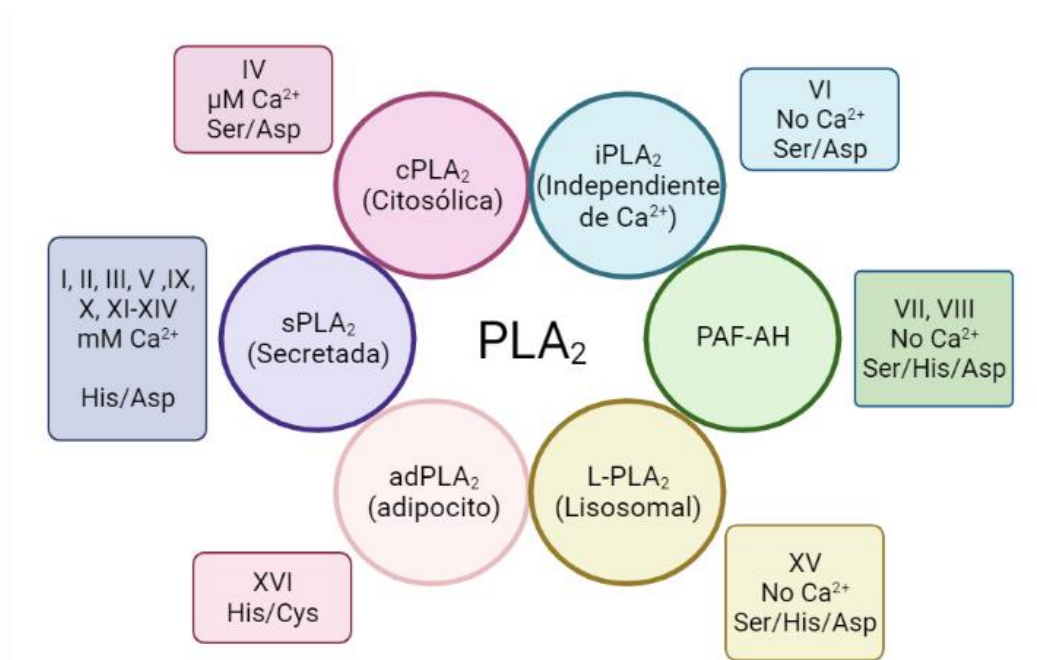 IV
µM Ca²⁺
Ser/Asp
cPLA₂
(Citosólica)
iPLA₂
(Independiente
de Ca²⁺)
VI
No Ca²⁺
Ser/Asp
I, II, III, V ,IX,
X, XI-XIV
mM Ca²⁺
His/Asp
sPLA₂
(Secretada)
PLA₂
PAF-AH
VII, VIII
No Ca²⁺
Ser/His/Asp
adPLA₂
(adipocito)
L-PLA₂
(Lisosomal)
XVI
His/Cys
XV
No Ca²⁺
Ser/His/Asp